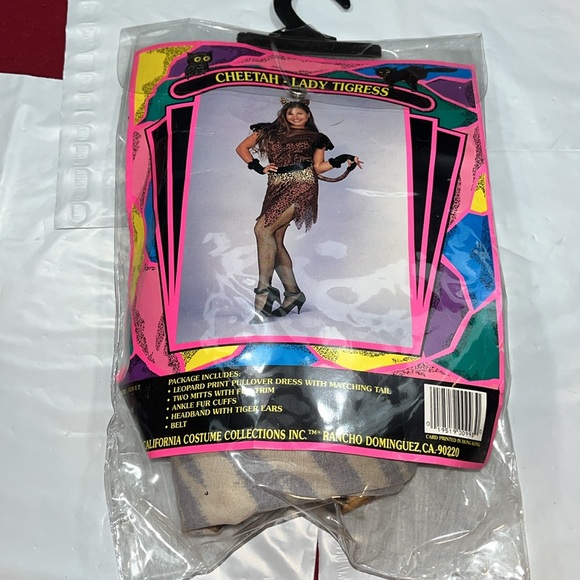 CHEETAH - LADY TIGRESS
PACKAGE INCLUDES:
• LEOPARD PRINT PULLOVER DRESS WITH MATCHING TAIL
• TWO MITTS WITH FUR TRIM
• ANKLE FUR CUFFS
• HEADBAND WITH TIGER EARS
• BELT
CALIFORNIA COSTUME COLLECTIONS INC.™ RANCHO DOMINGUEZ, CA. 90220
CARD PRINTED IN HONG KONG